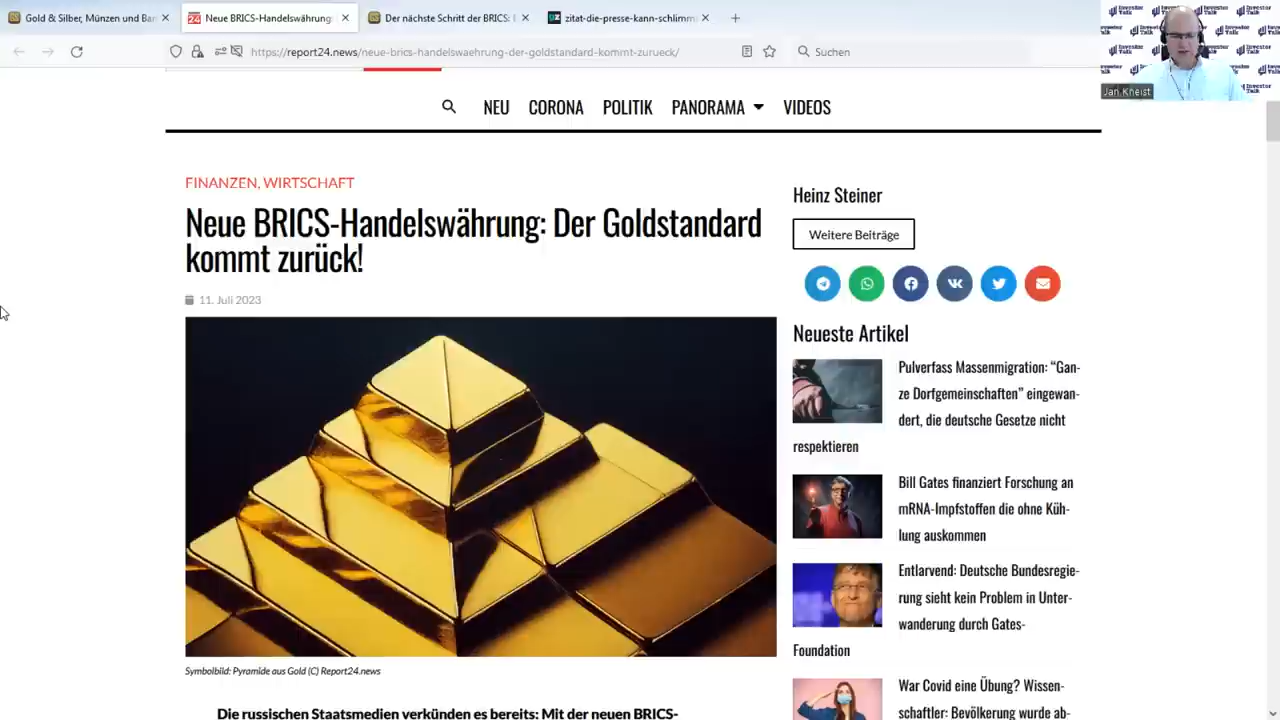 Gold & Silber, Münzen und Bar
Neue BRICS-Handelswährung:
Der nächste Schritt der BRICS:
zitat-die-presse-kann-schlimm
https://report24.news/neue-brics-handelswaehrung-der-goldstandard-kommt-zurueck/
Suchen
Investor Talk
Jan Kneist
NEU
CORONA
POLITIK
PANORAMA
VIDEOS
FINANZEN, WIRTSCHAFT
Neue BRICS-Handelswährung: Der Goldstandard
kommt zurück!
11. Juli 2023
Symbolbild: Pyramide aus Gold (C) Report24.news
Die russischen Staatsmedien verkünden es bereits: Mit der neuen BRICS-
Heinz Steiner
Weitere Beiträge
Neueste Artikel
Pulverfass Massenmigration: “Gan-
ze Dorfgemeinschaften” eingewan-
dert, die deutsche Gesetze nicht
respektieren
Bill Gates finanziert Forschung an
mRNA-Impfstoffen die ohne Küh-
lung auskommen
Entlarvend: Deutsche Bundesregie-
rung sieht kein Problem in Unter-
wanderung durch Gates-
Foundation
War Covid eine Übung? Wissen-
schaftler: Bevölkerung wurde ab-